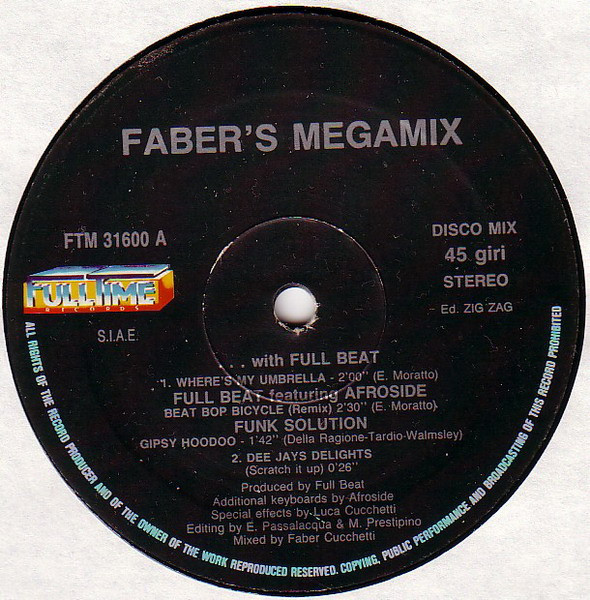 FABER'S MEGAMIX
FTM 31600 A
FULLTIME
RECORDS
S.I.A.E.
DISCO MIX
45 giri
STEREO
Ed. ZIG ZAG
. . . with FULL BEAT
1. WHERE'S MY UMBRELLA - 2'00" (E. Moratto)
FULL BEAT featuring AFROSIDE
BEAT BOP BICYCLE (Remix) 2'30" (E. Moratto)
FUNK SOLUTION
GIPSY HOODOO - 1'42" (Delia Ragione-Tardio-Walmsley)
2. DEE JAYS DELIGHTS
(Scratch it up) 0'26"
Produced by Full Beat
Additional keyboards by Afroside
Special effects by Luca Cucchetti
Editing by E. Passalacqua & M. Prestipino
Mixed by Faber Cucchetti
ALL RIGHTS OF THE RECORD PRODUCER AND OF THE OWNER OF THE WORK REPRODUCED RESERVED. COPYING, PUBLIC PERFORMANCE AND BROADCASTING OF THIS RECORD PROHIBITED